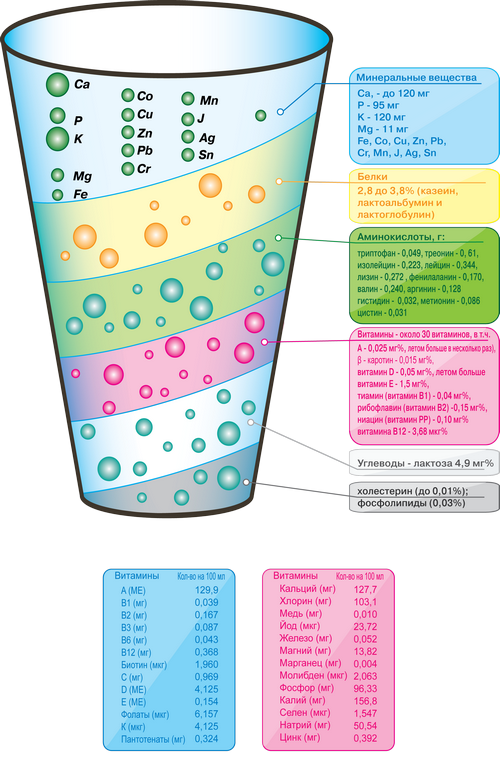 Ca
P
K
Mg
Fe
Co
Cu
Zn
Pb
Cr
Mn
J
Ag
Sn
Минеральные вещества
Ca, - до 120 мг
P - 95 мг
K - 120 мг
Mg - 11 мг
Fe, Co, Cu, Zn, Pb,
Cr, Mn, J, Ag, Sn
Белки
2,8 до 3,8% (казеин,
лактоальбумин и
лактоглобулин)
Аминокислоты, г:
триптофан - 0,049, треонин - 0, 61,
изолейцин - 0,223, лейцин - 0,344,
лизин - 0,272 , фенилаланин - 0,170,
валин - 0,240, аргинин - 0,128
гистидин - 0,032, метионин - 0,086
цистин - 0,031
Витамины - около 30 витаминов, в т.ч.
А - 0,025 мг%, летом больше в несколько раз),
β - каротин - 0,015 мг%,
витамин D - 0,05 мг%, летом больше
витамин Е - 1,5 мг%,
тиамин (витамин В1) - 0,04 мг%,
рибофлавин (витамин В2) -0,15 мг%,
ниацин (витамин РР) - 0,10 мг%
витамина В12 - 3,68 мкг%
Углеводы - лактоза 4,9 мг%
холестерин (до 0,01%);
фосфолипиды (0,03%)
Витамины Кол-во на 100 мл
А (МЕ) 129,9
В1 (мг) 0,039
В2 (мг) 0,167
В3 (мг) 0,087
В6 (мг) 0,043
В12 (мг) 0,368
Биотин (мкг) 1,960
С (мг) 0,969
D (МЕ) 4,125
Е (МЕ) 0,154
Фолаты (мкг) 6,157
К (мкг) 4,125
Пантотенаты (мг) 0,324
Витамины Кол-во на 100 мл
Кальций (мг) 127,7
Хлорин (мг) 103,1
Медь (мг) 0,010
Йод (мкг) 23,72
Железо (мг) 0,052
Магний (мг) 13,82
Марганец (мг) 0,004
Молибден (мкг) 2,063
Фосфор (мг) 96,33
Калий (мг) 156,8
Селен (мкг) 1,547
Натрий (мг) 50,54
Цинк (мг) 0,392